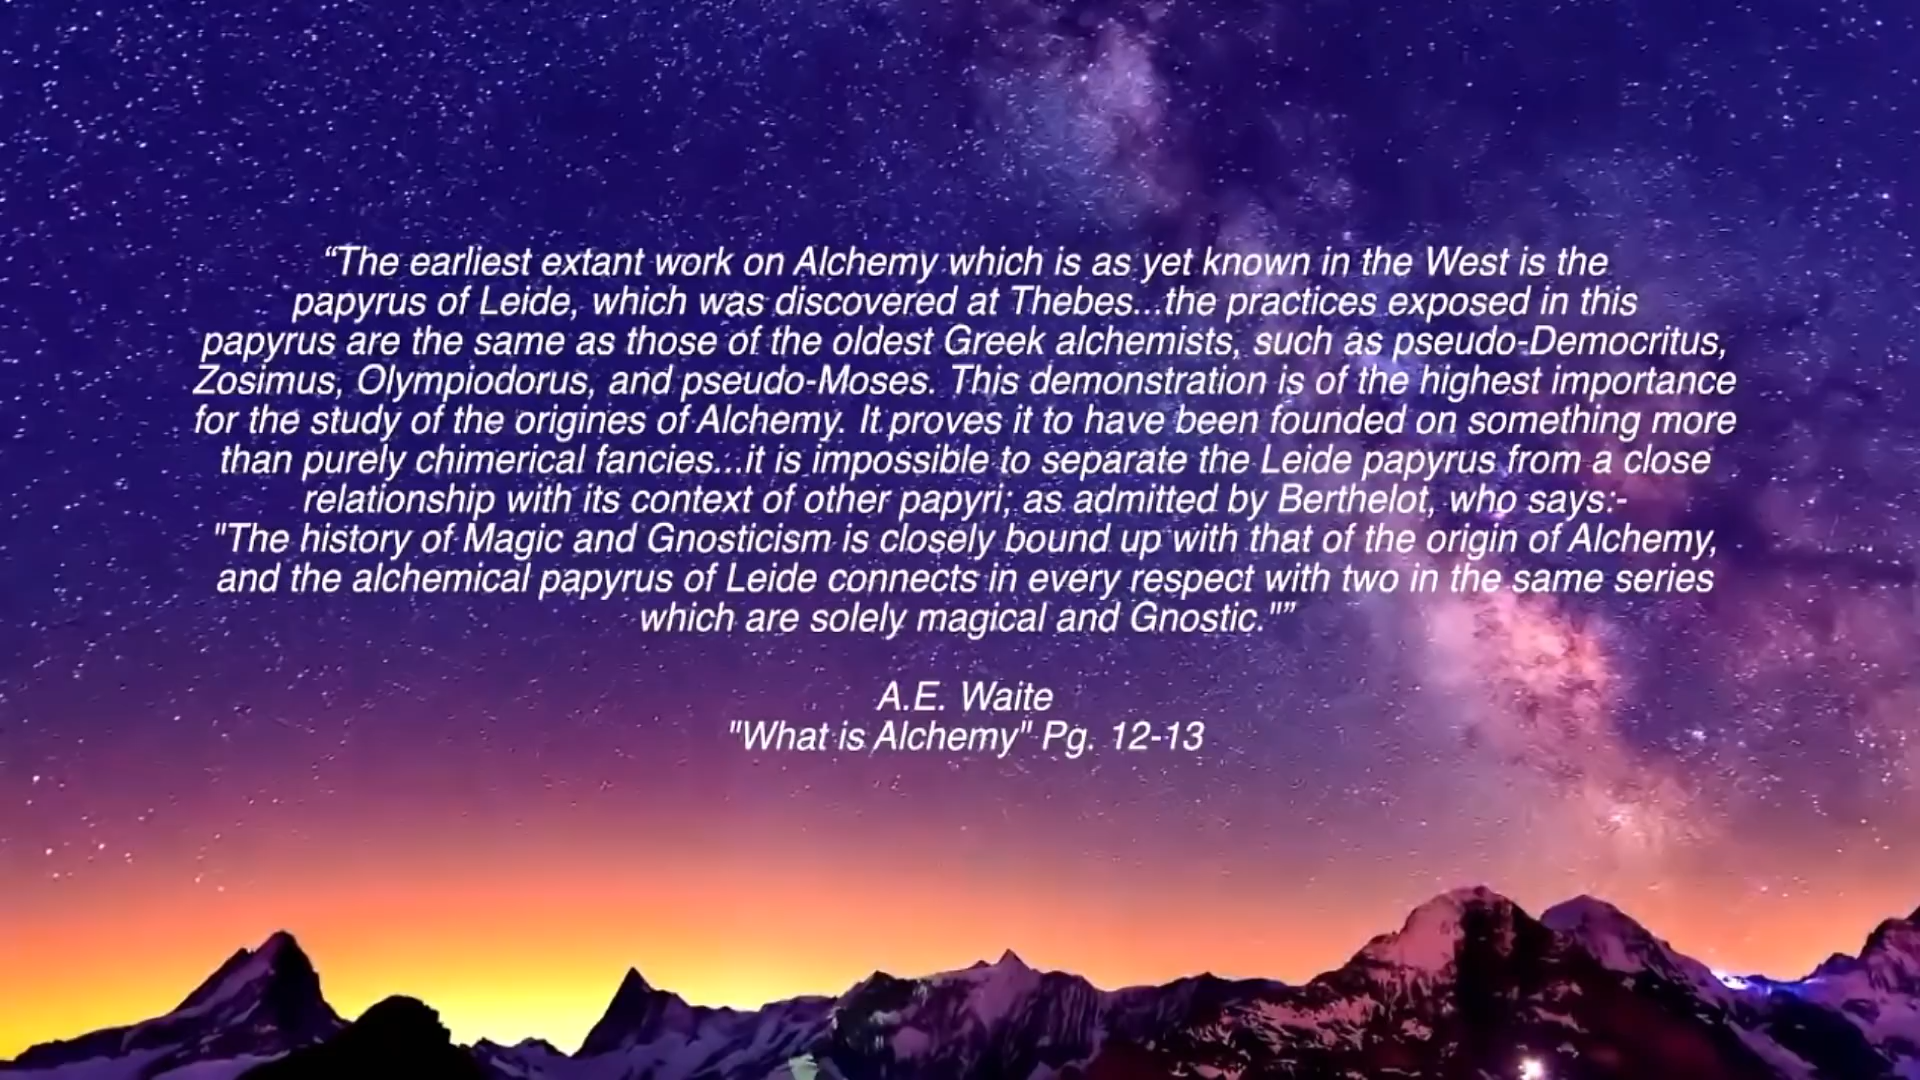 “The earliest extant work on Alchemy which is as yet known in the West is the
papyrus of Leide, which was discovered at Thebes...the practices exposed in this
papyrus are the same as those of the oldest Greek alchemists, such as pseudo-Democritus,
Zosimus, Olympiodorus, and pseudo-Moses. This demonstration is of the highest importance
for the study of the origines of Alchemy. It proves it to have been founded on something more
than purely chimerical fancies...it is impossible to separate the Leide papyrus from a close
relationship with its context of other papyri; as admitted by Berthelot, who says:-
"The history of Magic and Gnosticism is closely bound up with that of the origin of Alchemy,
and the alchemical papyrus of Leide connects in every respect with two in the same series
which are solely magical and Gnostic."”
A.E. Waite
"What is Alchemy" Pg. 12-13